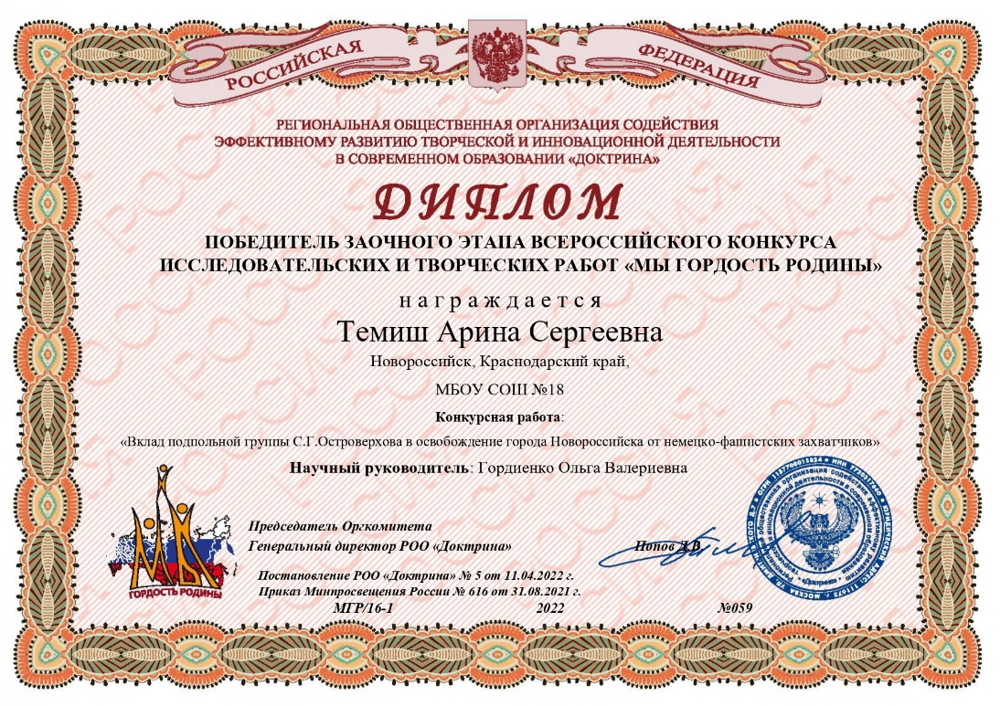 РОССИЙСКАЯ ФЕДЕРАЦИЯ
РЕГИОНАЛЬНАЯ ОБЩЕСТВЕННАЯ ОРГАНИЗАЦИЯ СОДЕЙСТВИЯ
ЭФФЕКТИВНОМУ РАЗВИТИЮ ТВОРЧЕСКОЙ И ИННОВАЦИОННОЙ ДЕЯТЕЛЬНОСТИ
В СОВРЕМЕННОМ ОБРАЗОВАНИИ «ДОКТРИНА»
ДИПЛОМ
ПОБЕДИТЕЛЬ ЗАОЧНОГО ЭТАПА ВСЕРОССИЙСКОГО КОНКУРСА
ИССЛЕДОВАТЕЛЬСКИХ И ТВОРЧЕСКИХ РАБОТ «МЫ ГОРДОСТЬ РОДИНЫ»
награждается
Темиш Арина Сергеевна
Новороссийск, Краснодарский край,
МБОУ СОШ №18
Конкурсная работа:
«Вклад подпольной группы С.Г.Островерхова в освобождение города Новороссийска от немецко-фашистских захватчиков»
Научный руководитель: Гордиенко Ольга Валериевна
МЫ
ГОРДОСТЬ РОДИНЫ
Председатель Оргкомитета
Генеральный директор РОО «Доктрина» Попов Д.В.
Постановление РОО «Доктрина» № 5 от 11.04.2022 г.
Приказ Минпросвещения России № 616 от 31.08.2021 г.
МГР/16-1 2022 №059